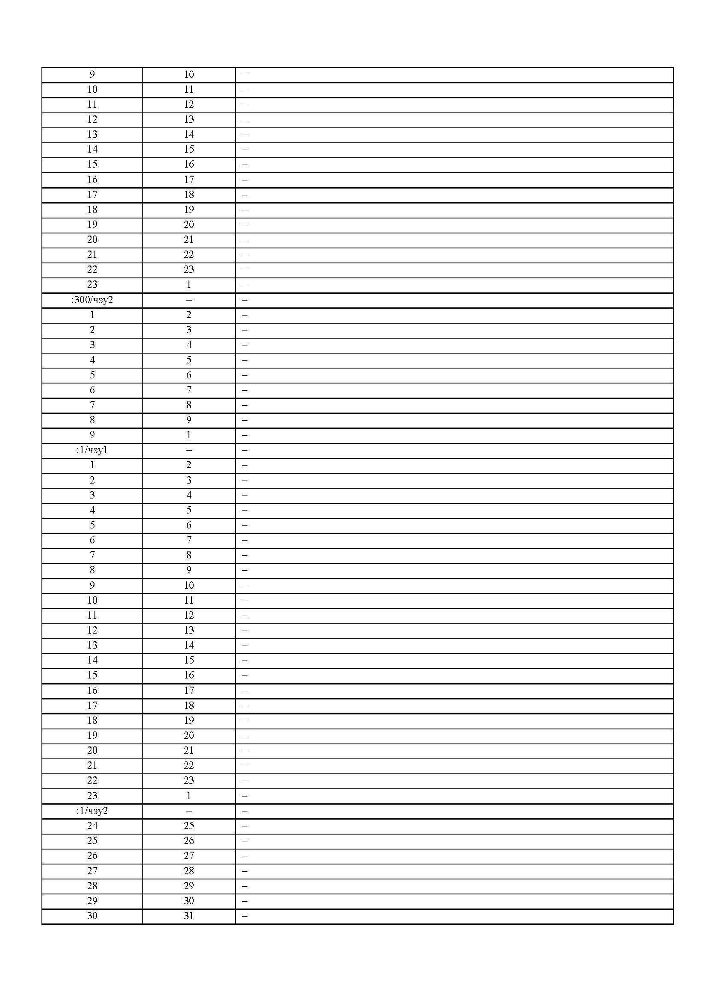 9 10 –
10 11 –
11 12 –
12 13 –
13 14 –
14 15 –
15 16 –
16 17 –
17 18 –
18 19 –
19 20 –
20 21 –
21 22 –
22 23 –
23 1 –
:300/чзу2 – –
1 2 –
2 3 –
3 4 –
4 5 –
5 6 –
6 7 –
7 8 –
8 9 –
9 1 –
:1/чзу1 – –
1 2 –
2 3 –
3 4 –
4 5 –
5 6 –
6 7 –
7 8 –
8 9 –
9 10 –
10 11 –
11 12 –
12 13 –
13 14 –
14 15 –
15 16 –
16 17 –
17 18 –
18 19 –
19 20 –
20 21 –
21 22 –
22 23 –
23 1 –
:1/чзу2 – –
24 25 –
25 26 –
26 27 –
27 28 –
28 29 –
29 30 –
30 31 –